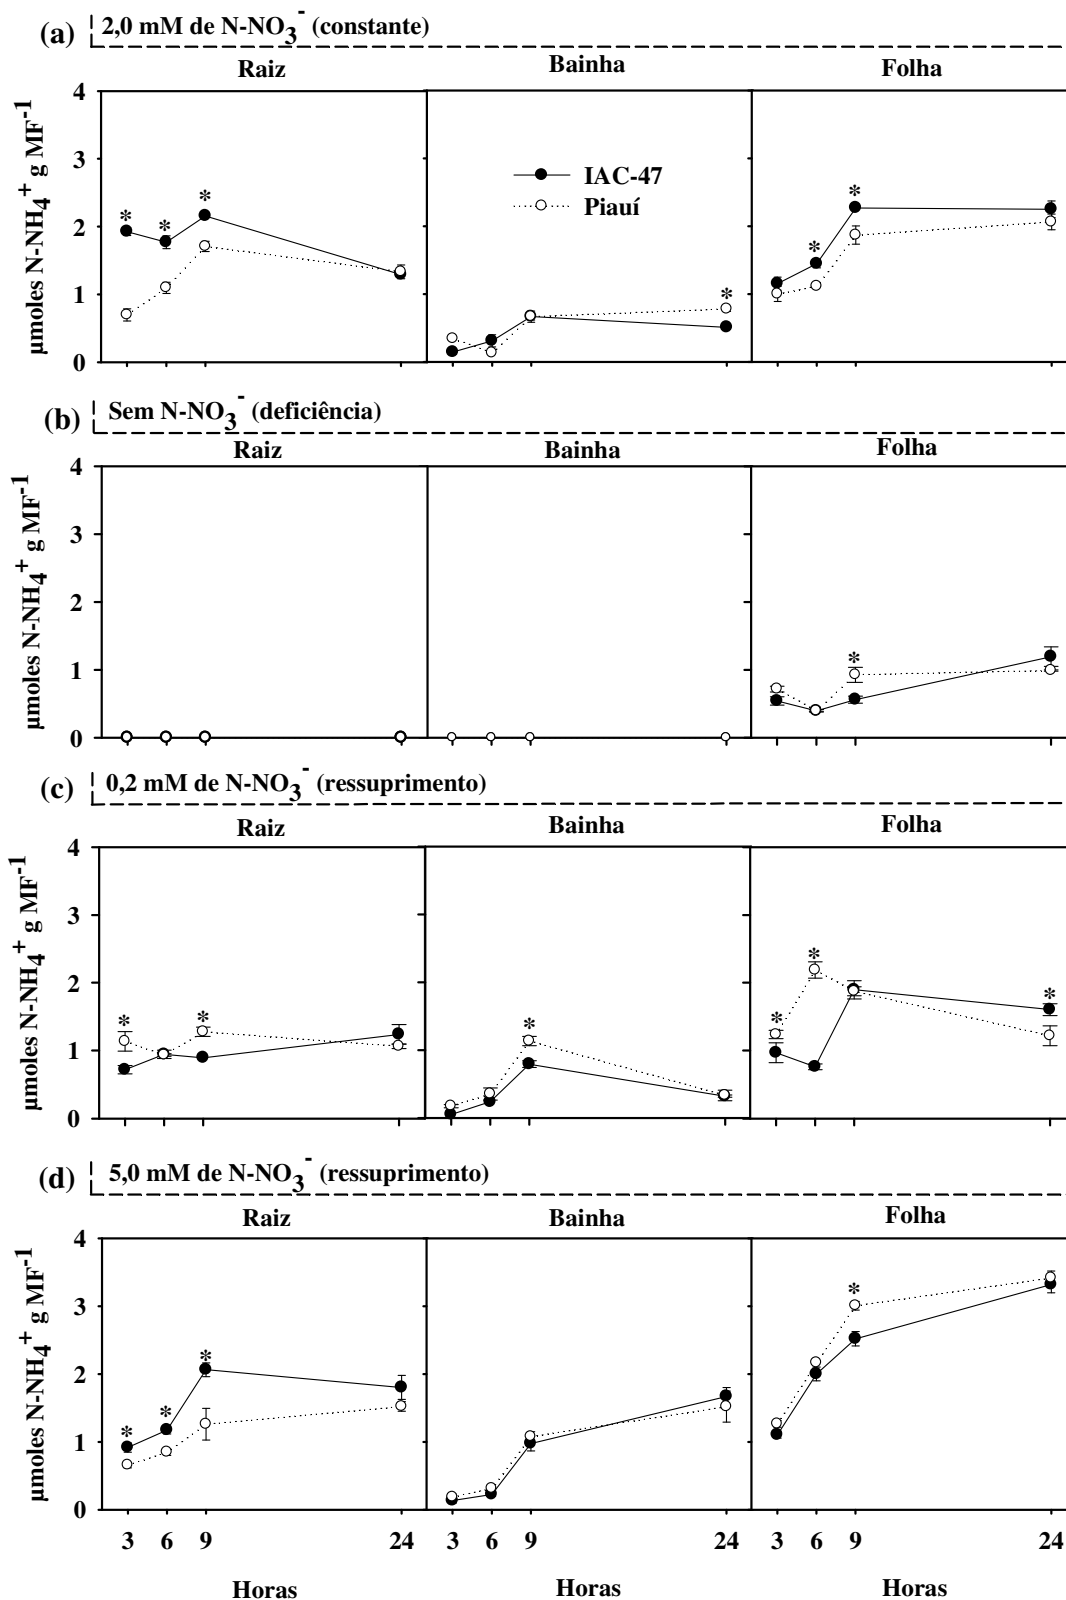 (a) 2,0 mM de N-NO3- (constante)
Raiz Bainha Folha
µmoles N-NH4+ g MF-1
4
3
2
1
0
IAC-47
Piauí
* * *
*
* *
(b) Sem N-NO3- (deficiência)
Raiz Bainha Folha
µmoles N-NH4+ g MF-1
4
3
2
1
0
*
(c) 0,2 mM de N-NO3- (ressuprimento)
Raiz Bainha Folha
µmoles N-NH4+ g MF-1
4
3
2
1
0
* *
*
* * *
(d) 5,0 mM de N-NO3- (ressuprimento)
Raiz Bainha Folha
µmoles N-NH4+ g MF-1
4
3
2
1
0
* * *
*
3 6 9 24 3 6 9 24 3 6 9 24
Horas Horas Horas